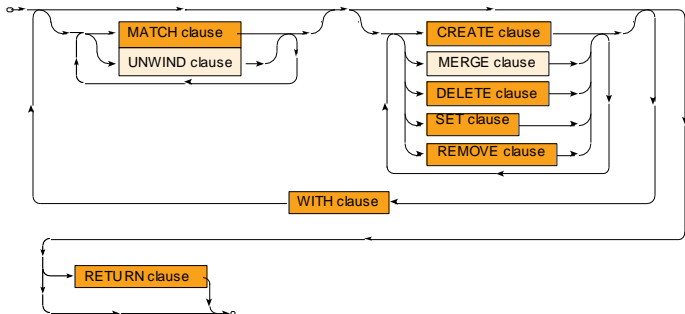 MATCH clause
UNWIND clause
CREATE clause
MERGE clause
DELETE clause
SET clause
REMOVE clause
WITH clause
RETURN clause